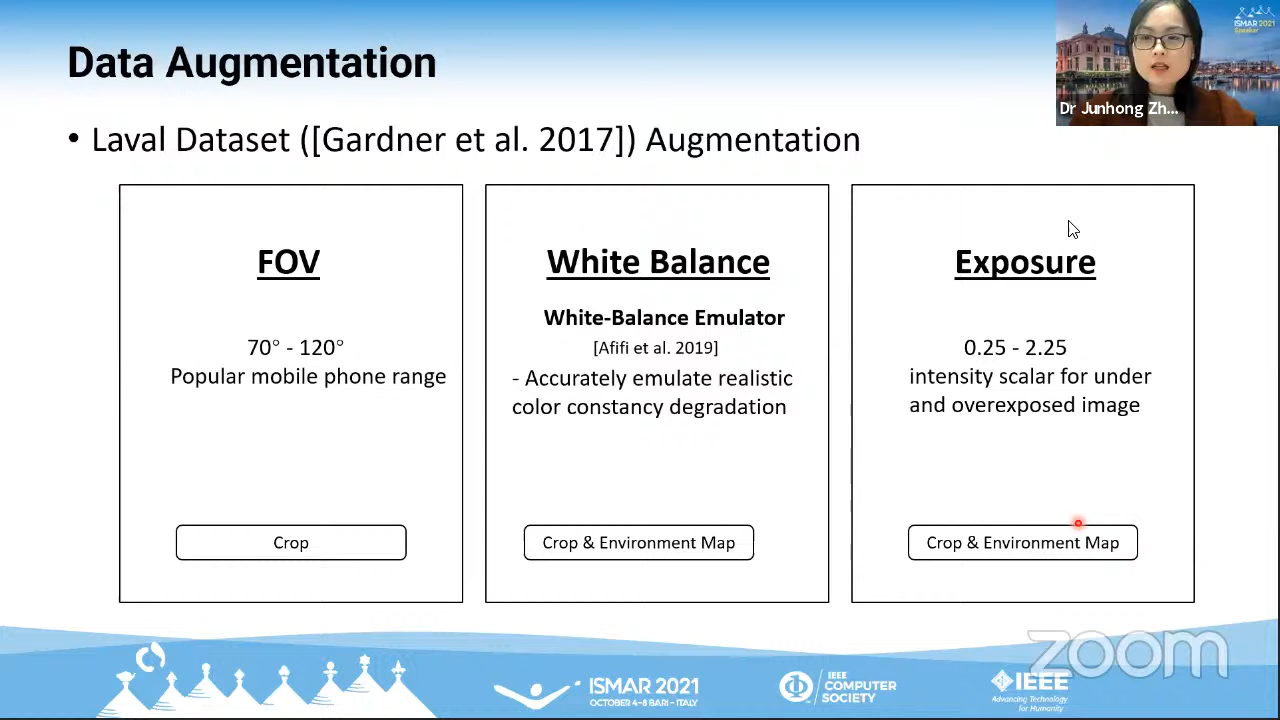 Data Augmentation
ISMAR 2021
Speaker
Dr Junhong Zh...
• Laval Dataset ([Gardner et al. 2017]) Augmentation
FOV
70° - 120°
Popular mobile phone range
Crop
White Balance
White-Balance Emulator
[Afifi et al. 2019]
- Accurately emulate realistic
color constancy degradation
Crop & Environment Map
Exposure
0.25 - 2.25
intensity scalar for under
and overexposed image
Crop & Environment Map
zoom
ISMAR 2021
OCTOBER 4-8 BARI - ITALY
IEEE
COMPUTER
SOCIETY
IEEE
Advancing Technology
for Humanity